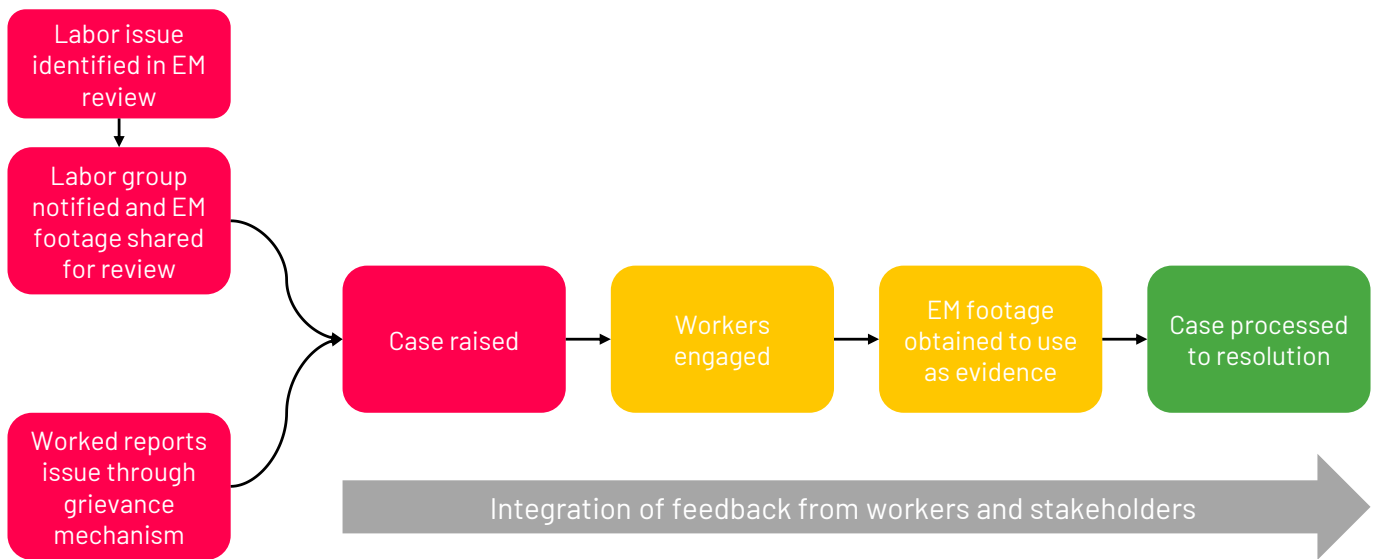 Labor issue
identified in EM
review
Labor group
notified and EM
footage shared
for review
Worked reports
issue through
grievance
mechanism
Case raised
Workers
engaged
EM footage
obtained to use
as evidence
Case processed
to resolution
Integration of feedback from workers and stakeholders